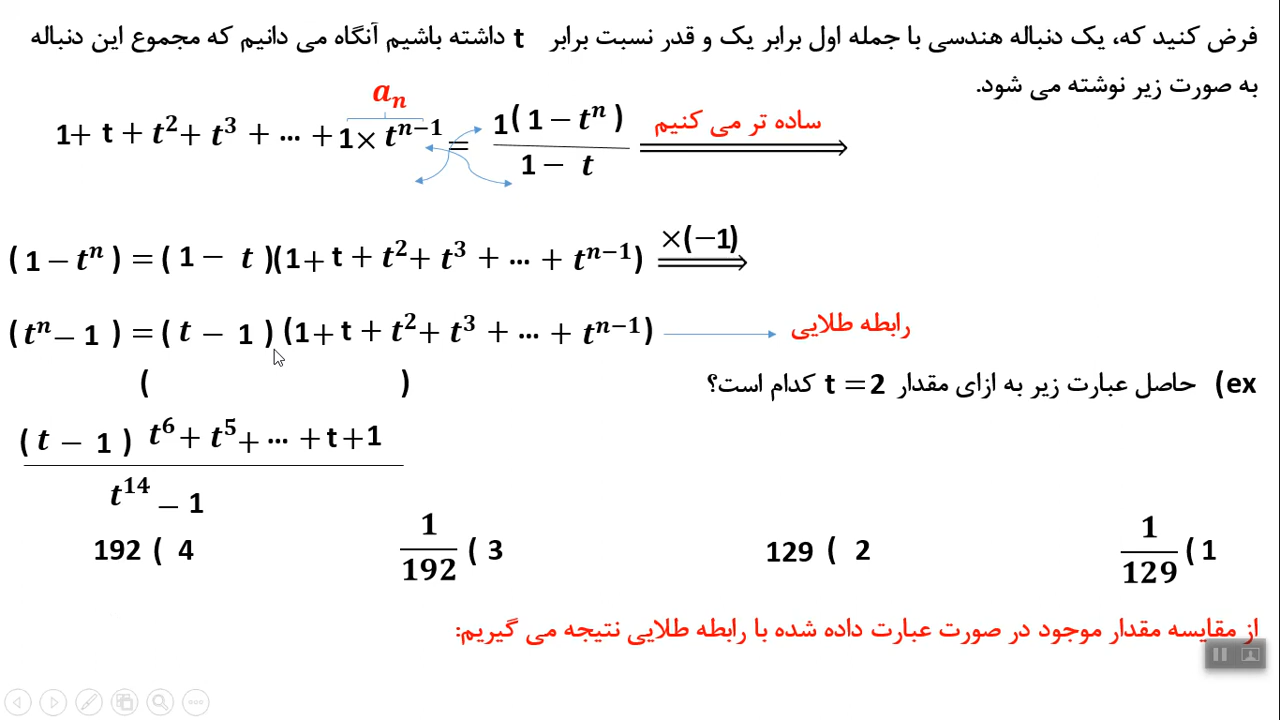 فرض کنید که، یک دنباله هندسی با جمله اول برابر یک و قدر نسبت برابر t داشته باشیم آنگاه می دانیم که مجموع این دنباله
به صورت زیر نوشته می شود.
aₙ
1+ t + t² + t³ + ... + 1 × tⁿ⁻¹ = 1( 1 − tⁿ ) / 1 − t ساده تر می کنیم
( 1 − tⁿ ) = ( 1 − t )(1+ t + t² + t³ + ... + tⁿ⁻¹) ×(−1)
( tⁿ − 1 ) = ( t − 1 ) (1+ t + t² + t³ + ... + tⁿ⁻¹) رابطه طلایی
ex) حاصل عبارت زیر به ازای مقدار t = 2 کدام است؟
( )
( t − 1 ) t⁶ + t⁵ + ... + t+1
t¹⁴ − 1
1) 1/129 2) 129 3) 1/192 4) 192
از مقایسه مقدار موجود در صورت عبارت داده شده با رابطه طلایی نتیجه می گیریم: